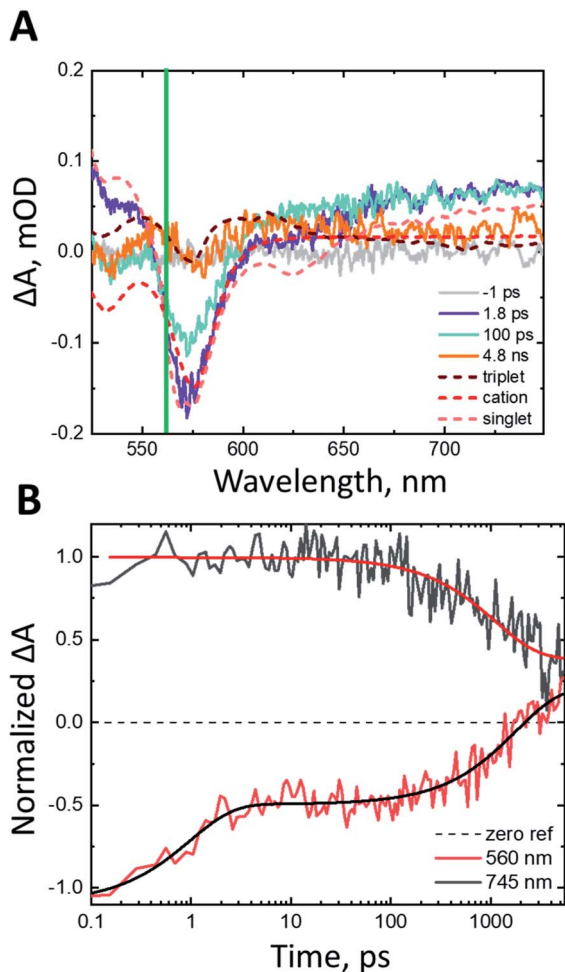 A
ΔA, mOD
0.2
0.1
0.0
-0.1
-0.2
-1 ps
1.8 ps
100 ps
4.8 ns
triplet
cation
singlet
550
600
650
700
Wavelength, nm
B
Normalized ΔA
1.0
0.5
0.0
-0.5
-1.0
zero ref
560 nm
745 nm
0.1
1
10
100
1000
Time, ps